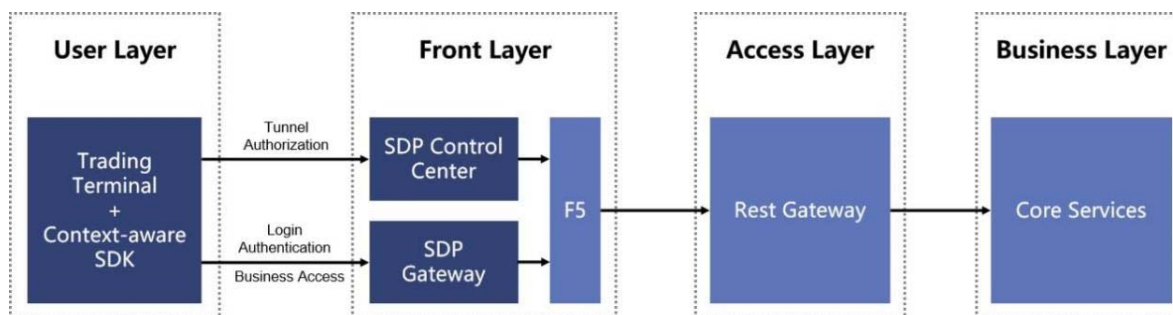 User Layer
Front Layer
Access Layer
Business Layer
Trading
Terminal
+
Context-aware
SDK
Tunnel
Authorization
Login
Authentication
Business Access
SDP Control
Center
SDP
Gateway
F5
Rest Gateway
Core Services